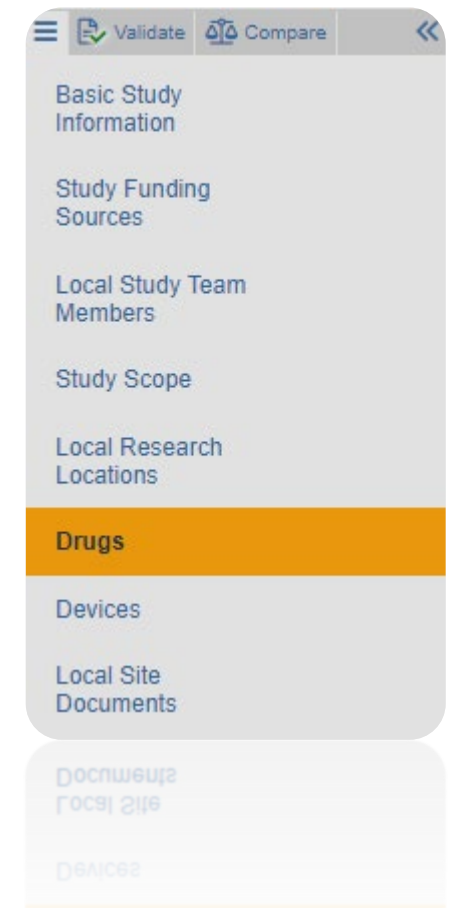 Validate Compare
Basic Study
Information
Study Funding
Sources
Local Study Team
Members
Study Scope
Local Research
Locations
Drugs
Devices
Local Site
Documents